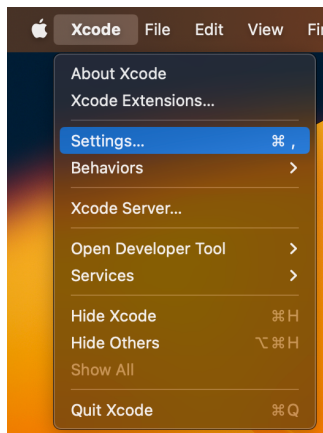 Xcode File Edit View Fi
About Xcode
Xcode Extensions...
Settings... ⌘ ,
Behaviors
Xcode Server...
Open Developer Tool
Services
Hide Xcode ⌘H
Hide Others ⌥⌘H
Show All
Quit Xcode ⌘Q